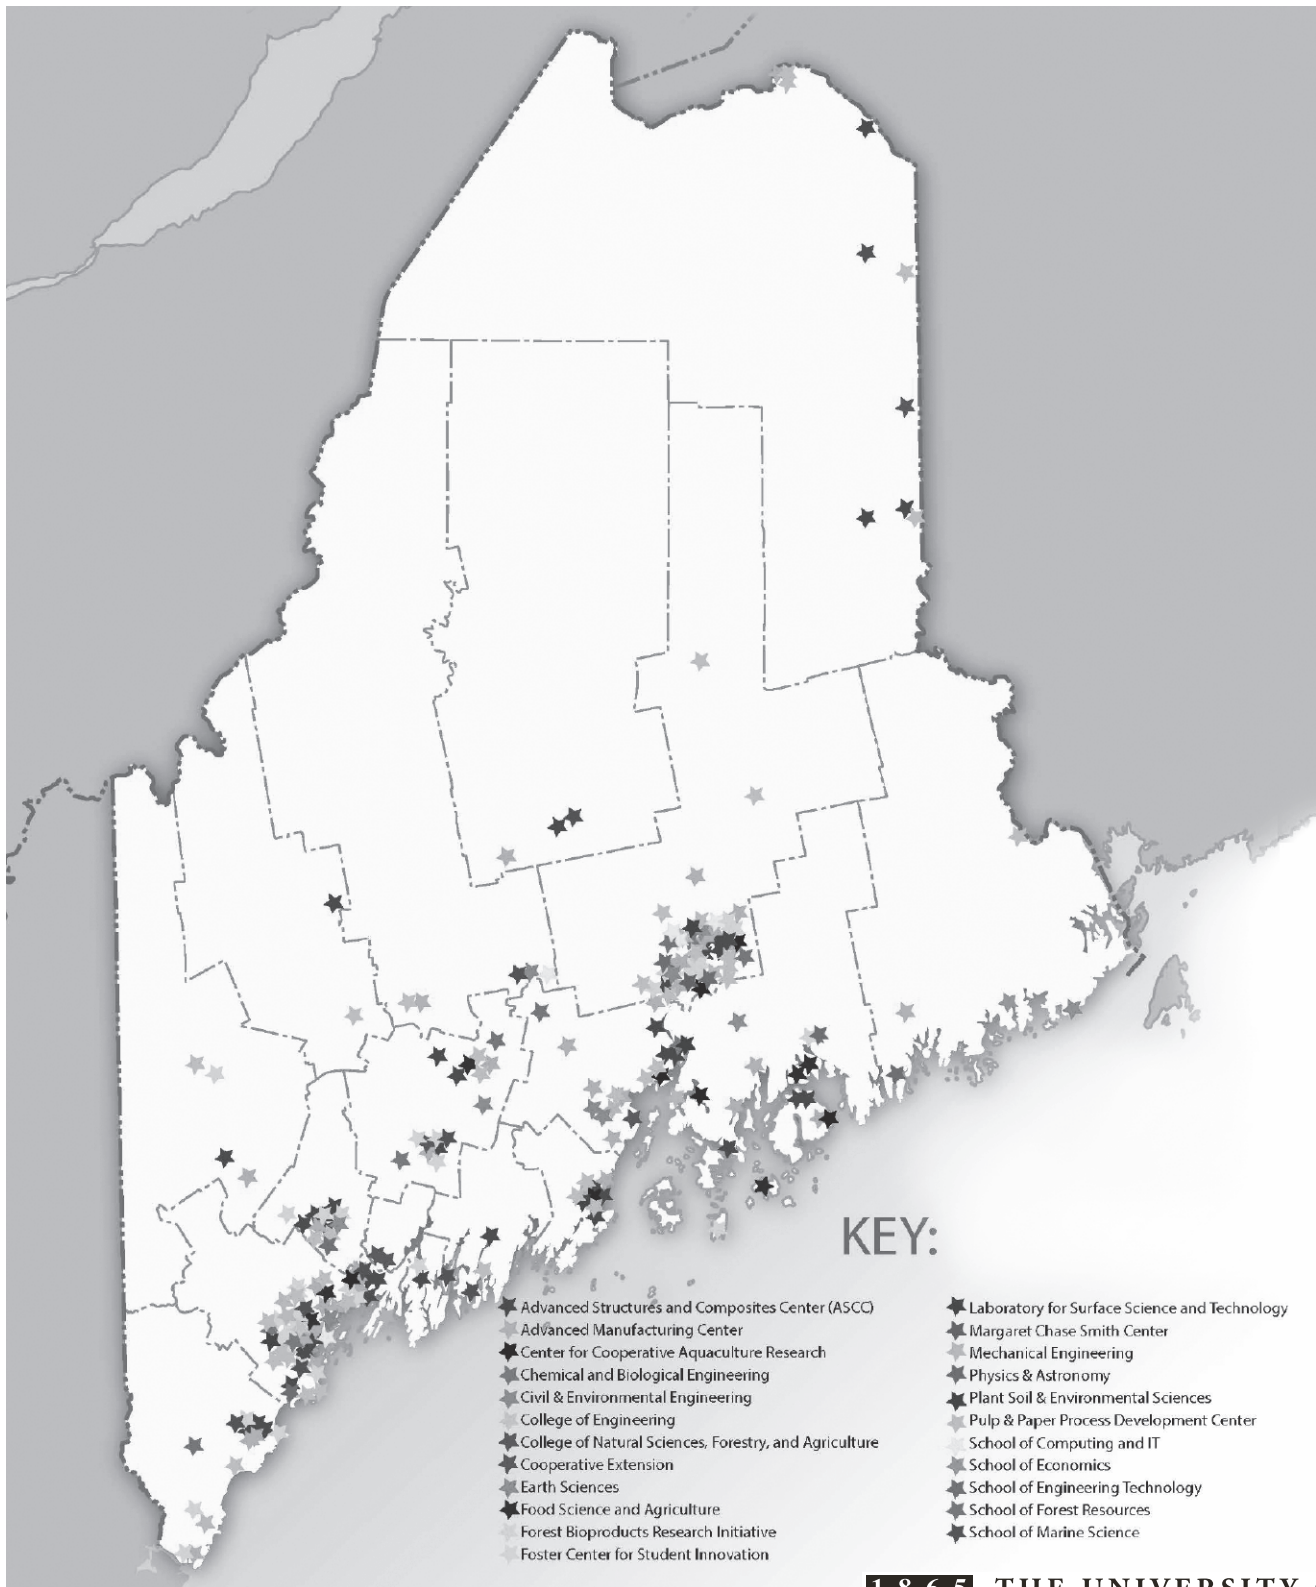 KEY:
Advanced Structures and Composites Center (ASCC)
Advanced Manufacturing Center
Center for Cooperative Aquaculture Research
Chemical and Biological Engineering
Civil & Environmental Engineering
College of Engineering
College of Natural Sciences, Forestry, and Agriculture
Cooperative Extension
Earth Sciences
Food Science and Agriculture
Forest Bioproducts Research Initiative
Foster Center for Student Innovation
Laboratory for Surface Science and Technology
Margaret Chase Smith Center
Mechanical Engineering
Physics & Astronomy
Plant Soil & Environmental Sciences
Pulp & Paper Process Development Center
School of Computing and IT
School of Economics
School of Engineering Technology
School of Forest Resources
School of Marine Science
1865 THE UNIVERSITY